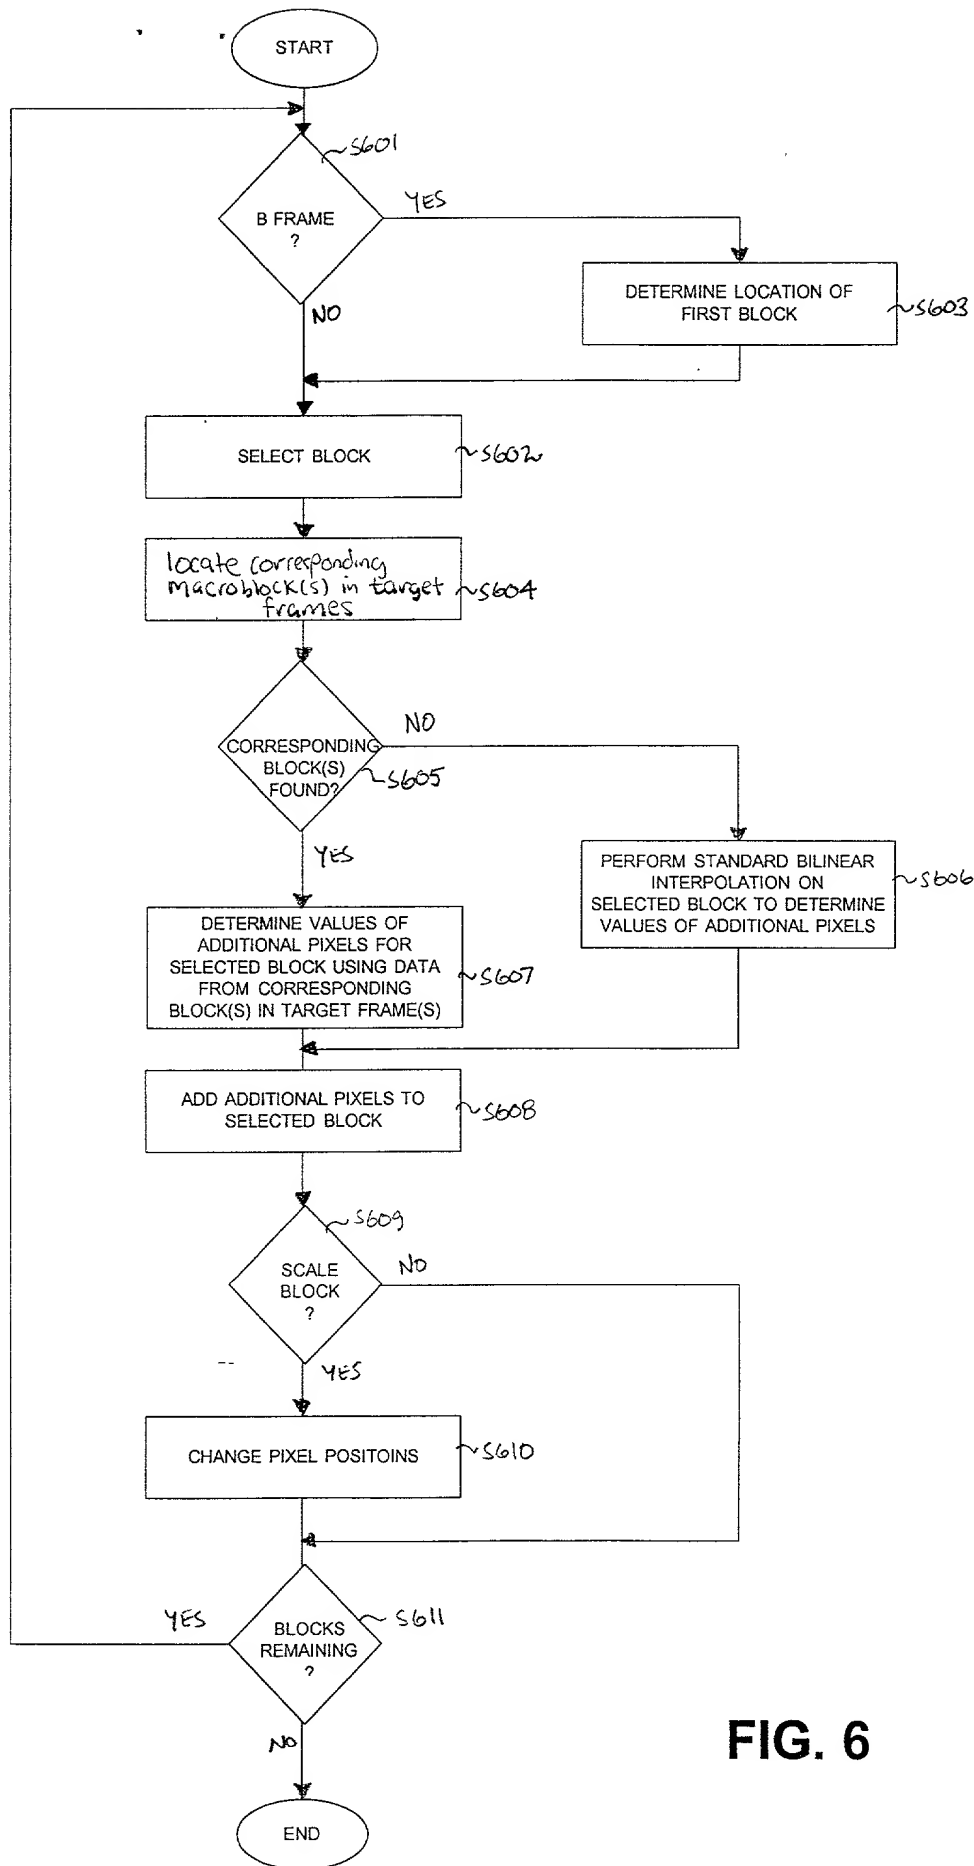 START
S601
B FRAME
?
YES
NO
DETERMINE LOCATION OF
FIRST BLOCK
S603
SELECT BLOCK
S602
locate corresponding
macroblock(s) in target
frames
S604
CORRESPONDING
BLOCK(S)
FOUND?
S605
NO
YES
PERFORM STANDARD BILINEAR
INTERPOLATION ON
SELECTED BLOCK TO DETERMINE
VALUES OF ADDITIONAL PIXELS
S606
DETERMINE VALUES OF
ADDITIONAL PIXELS FOR
SELECTED BLOCK USING DATA
FROM CORRESPONDING
BLOCK(S) IN TARGET FRAME(S)
S607
ADD ADDITIONAL PIXELS TO
SELECTED BLOCK
S608
S609
SCALE
BLOCK
?
NO
YES
CHANGE PIXEL POSITOINS
S610
YES
BLOCKS
REMAINING
?
S611
NO
END
FIG. 6